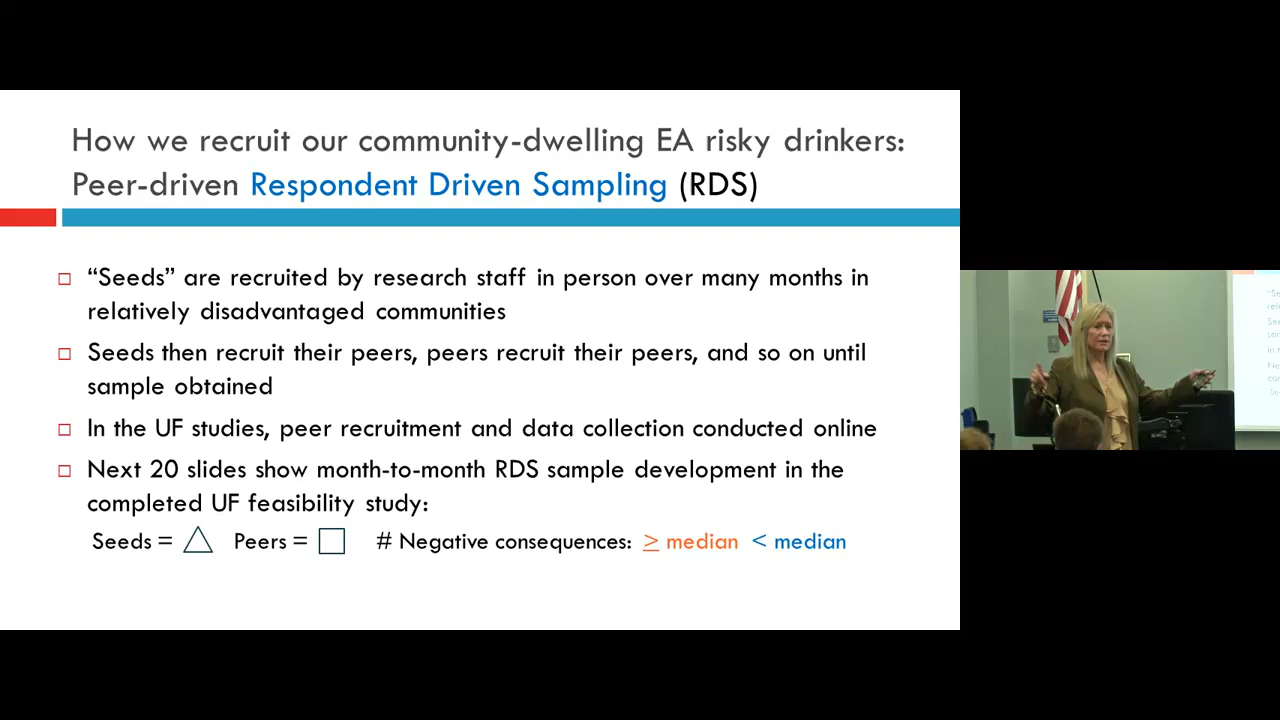 How we recruit our community-dwelling EA risky drinkers:
Peer-driven Respondent Driven Sampling (RDS)
“Seeds” are recruited by research staff in person over many months in
relatively disadvantaged communities
Seeds then recruit their peers, peers recruit their peers, and so on until
sample obtained
In the UF studies, peer recruitment and data collection conducted online
Next 20 slides show month-to-month RDS sample development in the
completed UF feasibility study:
Seeds = Peers = # Negative consequences: ≥ median < median